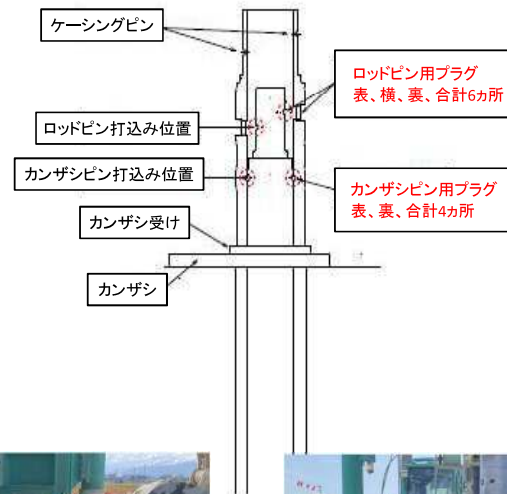 ケーシングピン
ロッドピン用プラグ
表、横、裏、合計6ヵ所
ロッドピン打込み位置
カンザシピン打込み位置
カンザシピン用プラグ
表、裏、合計4ヵ所
カンザシ受け
カンザシ